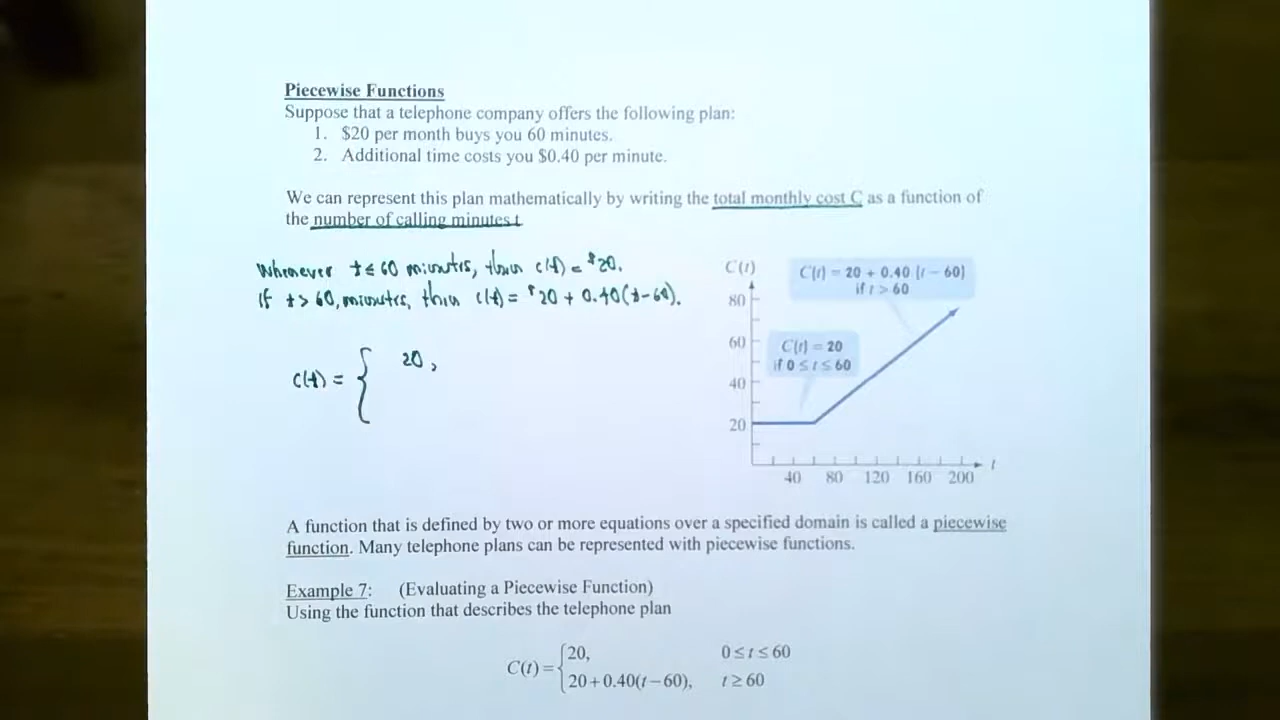 Piecewise Functions
Suppose that a telephone company offers the following plan:
1. $20 per month buys you 60 minutes.
2. Additional time costs you $0.40 per minute.
We can represent this plan mathematically by writing the total monthly cost C as a function of
the number of calling minutes t
Whenever t ≤ 60 minutes, then C(t) = $20.
If t > 60, minutes, then C(t) = $20 + 0.40(t-60).
C(t) = { 20,
C(t)
C(t) = 20 + 0.40 (t − 60)
if t > 60
80
60
C(t) = 20
if 0 ≤ t ≤ 60
40
20
t
40 80 120 160 200
A function that is defined by two or more equations over a specified domain is called a piecewise
function. Many telephone plans can be represented with piecewise functions.
Example 7: (Evaluating a Piecewise Function)
Using the function that describes the telephone plan
C(t) = { 20, 0 ≤ t ≤ 60
20 + 0.40(t − 60), t ≥ 60